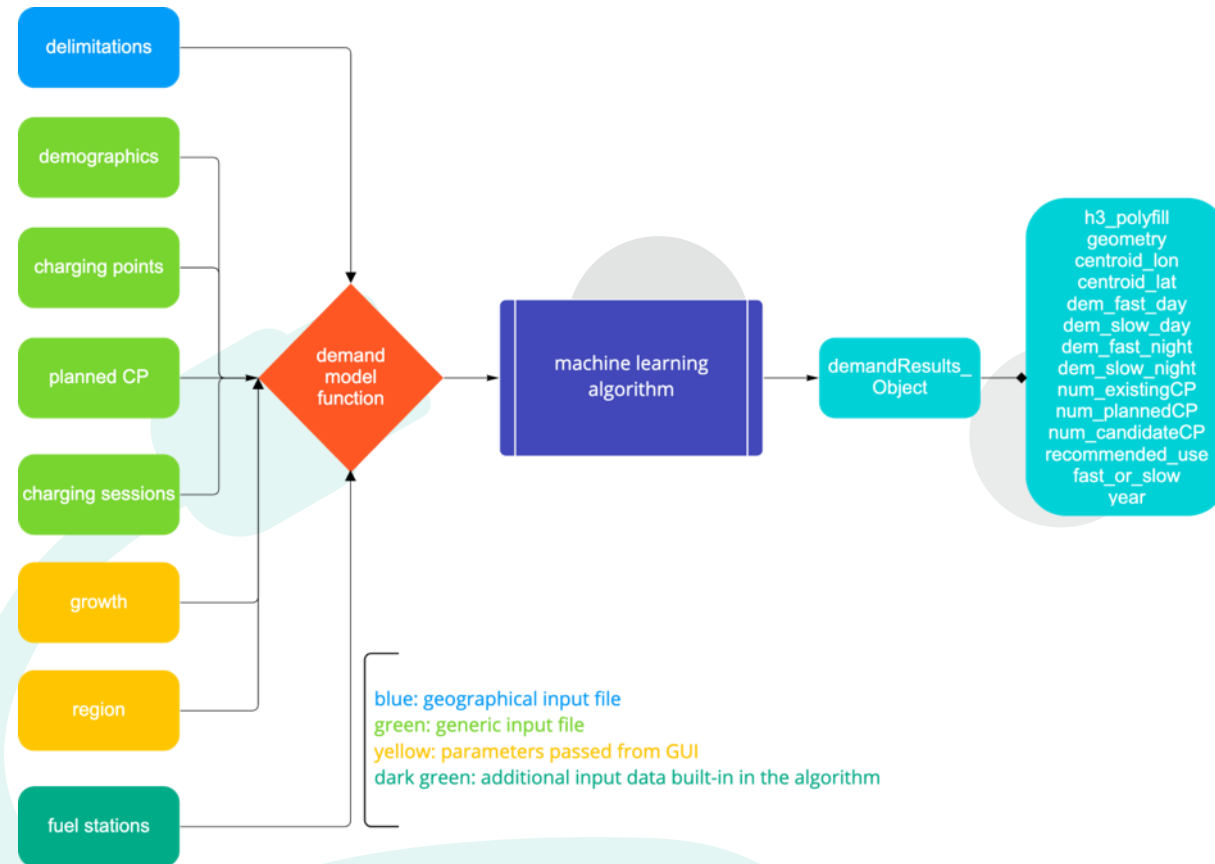 delimitations
demographics
charging points
planned CP
charging sessions
growth
region
fuel stations
demand
model
function
machine learning
algorithm
demandResults_
Object
h3_polyfill
geometry
centroid_lon
centroid_lat
dem_fast_day
dem_slow_day
dem_fast_night
dem_slow_night
num_existingCP
num_plannedCP
num_candidateCP
recommended_use
fast_or_slow
year
blue: geographical input file
green: generic input file
yellow: parameters passed from GUI
dark green: additional input data built-in in the algorithm